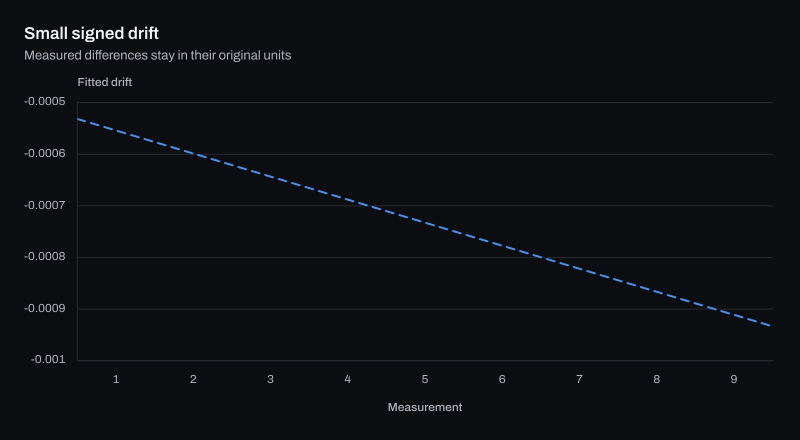 Small signed drift
Measured differences stay in their original units
Fitted drift
-0.0005
-0.0006
-0.0007
-0.0008
-0.0009
-0.001
1 2 3 4 5 6 7 8 9
Measurement